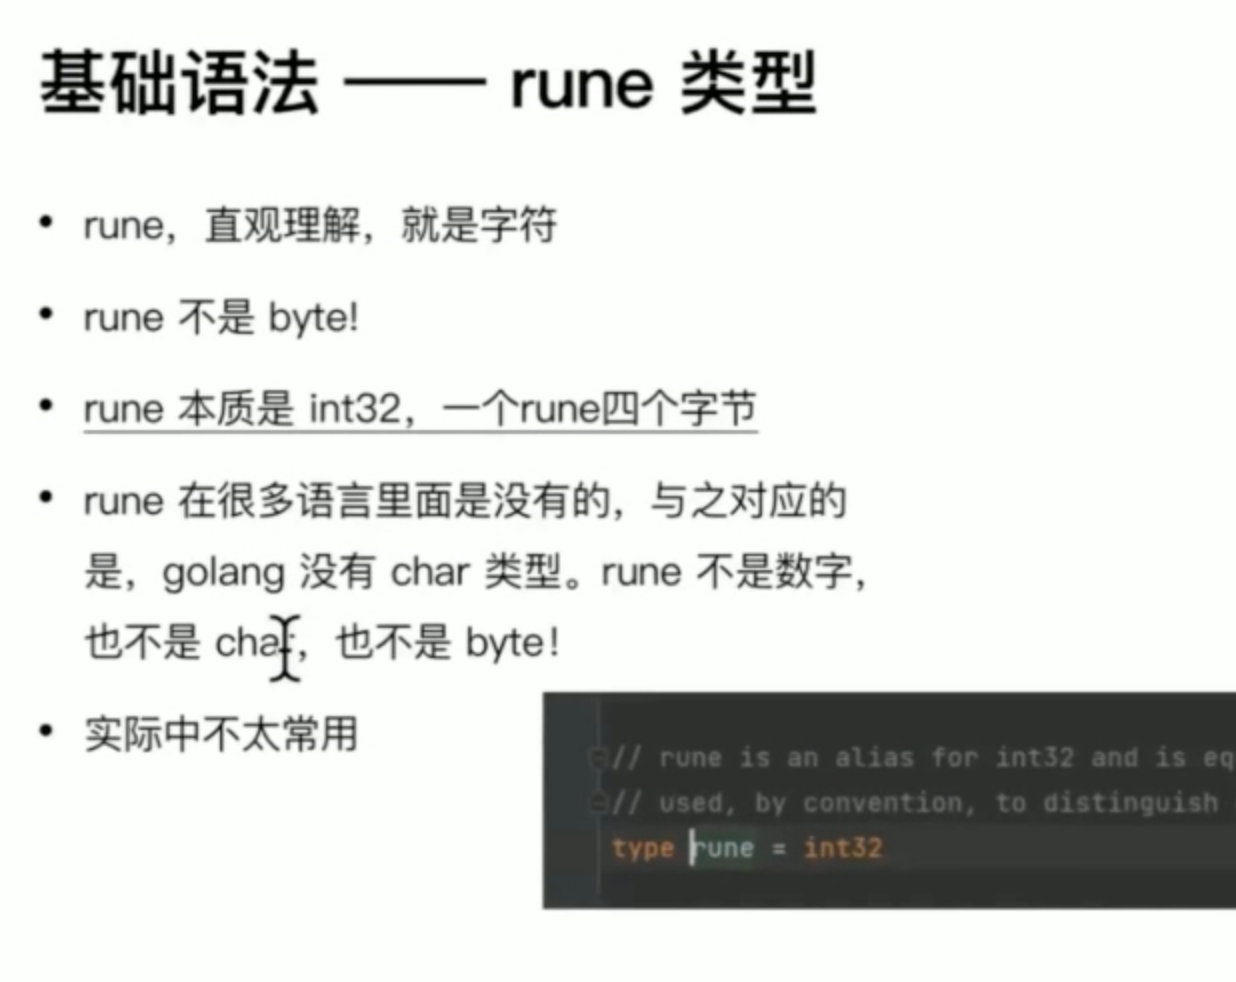 基础语法 —— rune 类型
• rune，直观理解，就是字符
• rune 不是 byte!
• rune 本质是 int32，一个rune四个字节
• rune 在很多语言里面是没有的，与之对应的
是，golang 没有 char 类型。rune 不是数字，
也不是 char，也不是 byte！
• 实际中不太常用
// rune is an alias for int32 and is eq
// used, by convention, to distinguish
type rune = int32